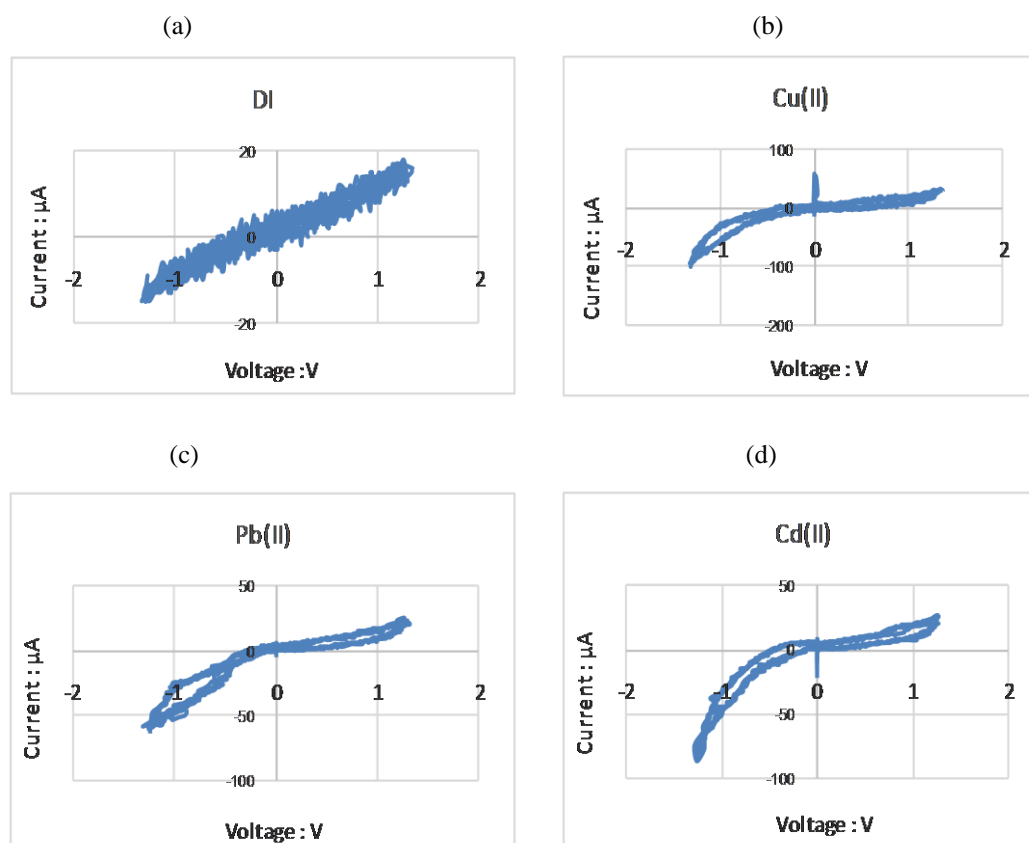 (a)
(b)
DI
20
0
-20
-2
-1
0
1
2
Current : µA
Voltage : V
Cu(II)
100
0
-100
-200
-2
-1
0
1
2
Current : µA
Voltage : V
(c)
(d)
Pb(II)
50
0
-50
-100
-2
-1
0
1
2
Current : µA
Voltage : V
Cd(II)
50
0
-50
-100
-2
-1
0
1
2
Current : µA
Voltage : V